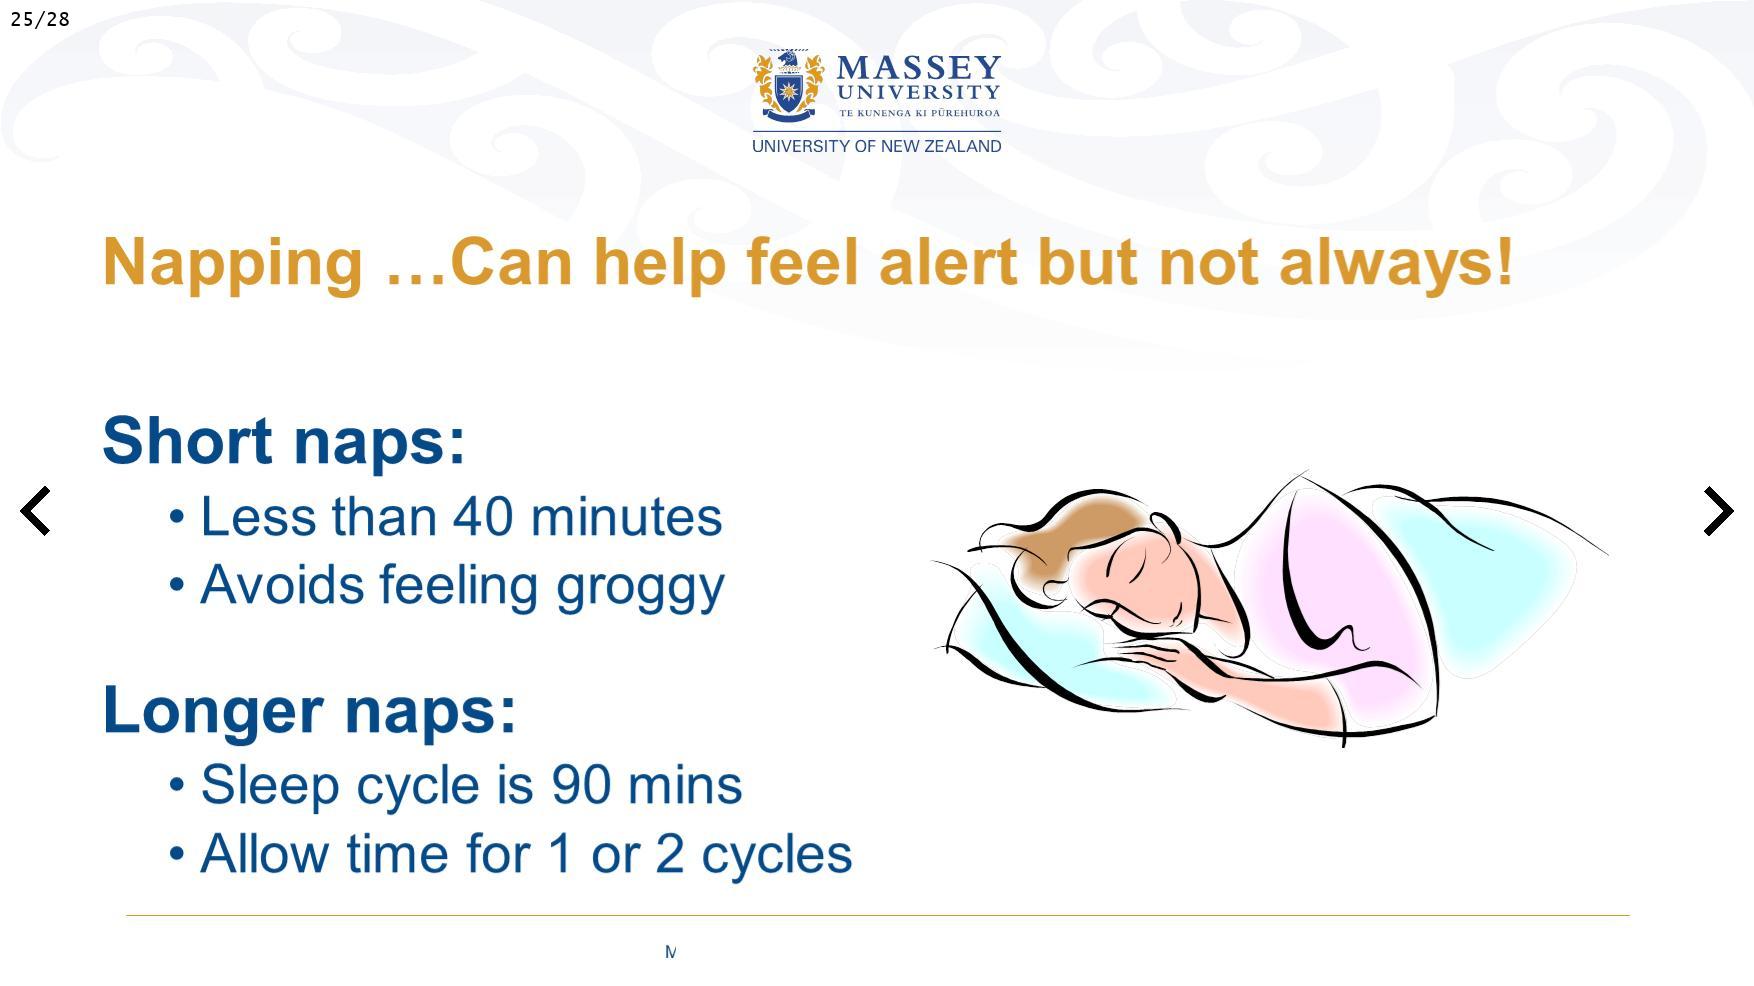 25/28
MASSEY
UNIVERSITY
TE KUNENGA KI PŪREHUROA
UNIVERSITY OF NEW ZEALAND
Napping …Can help feel alert but not always!
Short naps:
• Less than 40 minutes
• Avoids feeling groggy
Longer naps:
• Sleep cycle is 90 mins
• Allow time for 1 or 2 cycles